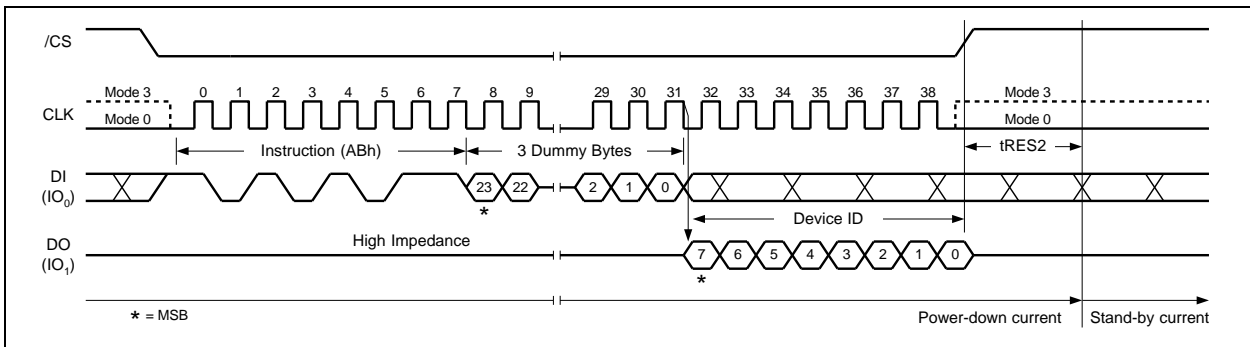 /CS
Mode 3
0 1 2 3 4 5 6 7 8 9 29 30 31 32 33 34 35 36 37 38
Mode 3
CLK
Mode 0
Mode 0
Instruction (ABh)
3 Dummy Bytes
tRES2
DI
(IO0)
23 22 2 1 0
*
Device ID
DO
(IO1)
High Impedance
7 6 5 4 3 2 1 0
*
* = MSB
Power-down current
Stand-by current